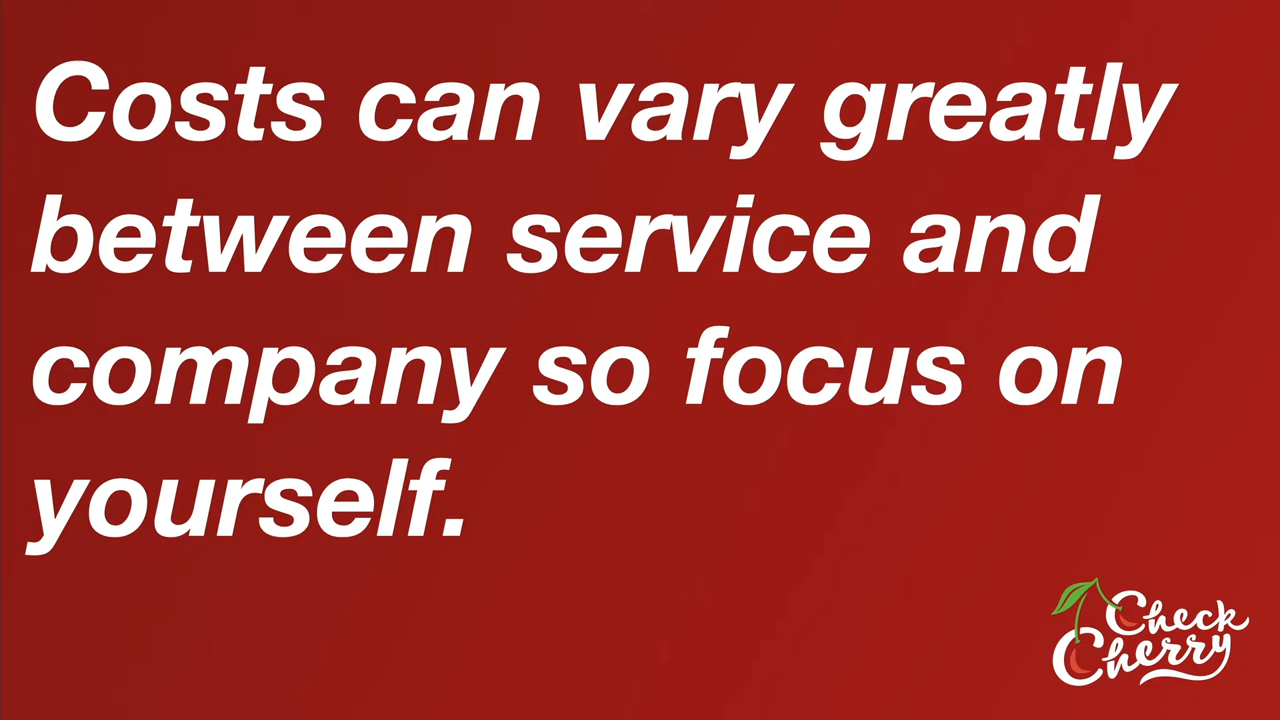 Costs can vary greatly
between service and
company so focus on
yourself.
Check
Cherry